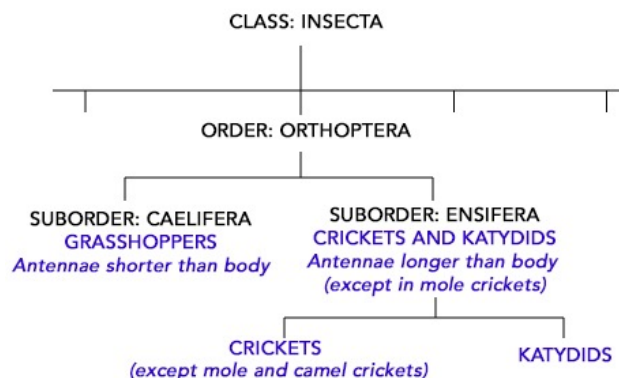 CLASS: INSECTA
ORDER: ORTHOPTERA
SUBORDER: CAELIFERA
GRASSHOPPERS
Antennae shorter than body
SUBORDER: ENSIFERA
CRICKETS AND KATYDIDS
Antennae longer than body
(except in mole crickets)
CRICKETS
(except mole and camel crickets)
KATYDIDS